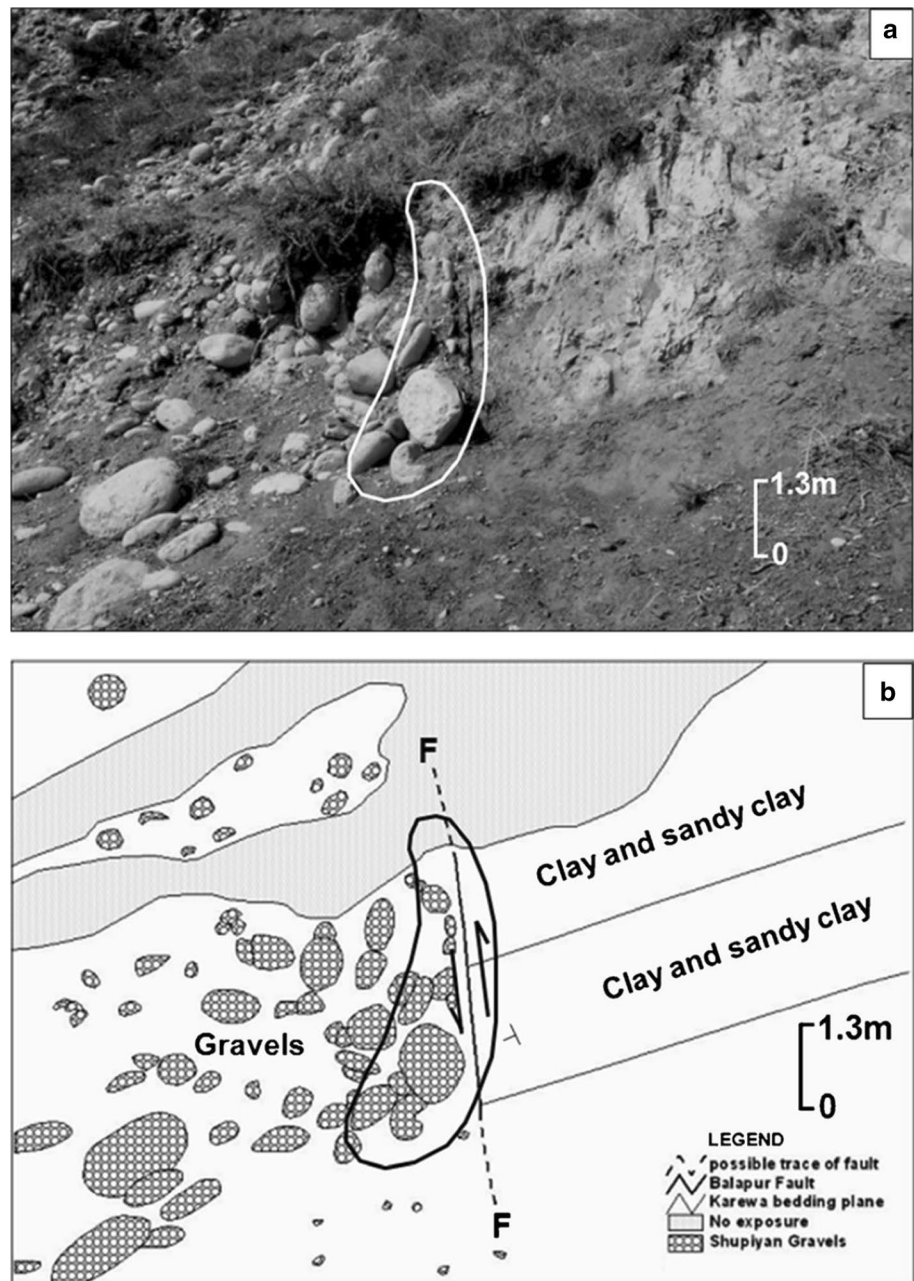 a
1.3m
0
b
F
Clay and sandy clay
Clay and sandy clay
Gravels
1.3m
0
F
LEGEND
possible trace of fault
Balapur Fault
Karewa bedding plane
No exposure
Shupiyan Gravels